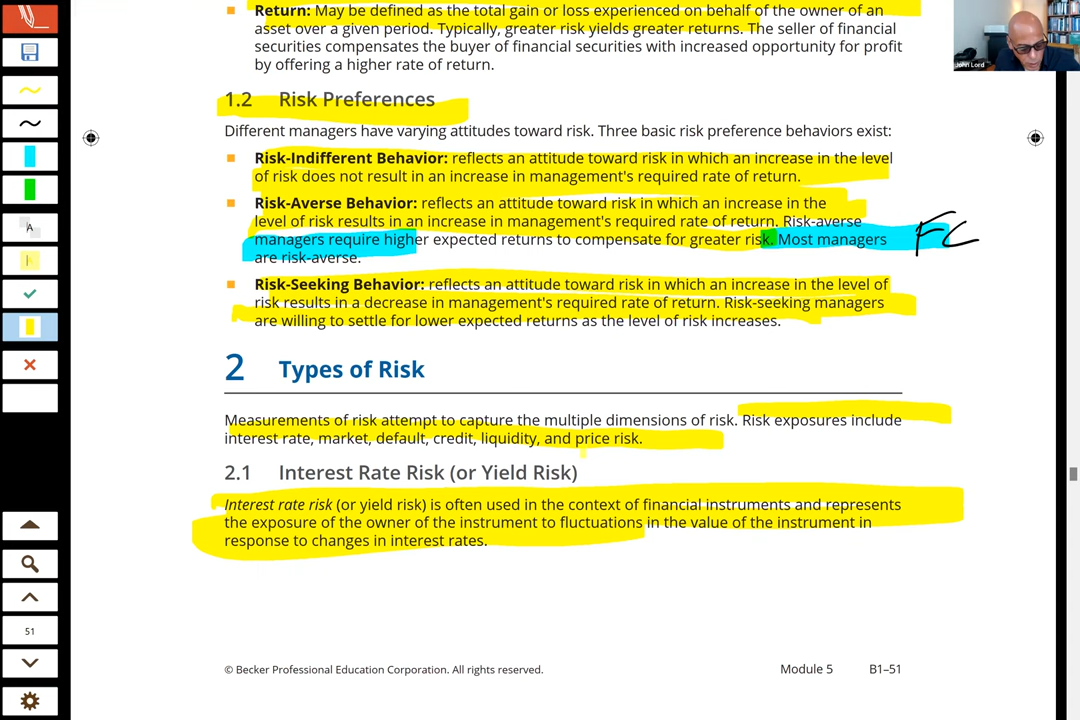 Return: May be defined as the total gain or loss experienced on behalf of the owner of an
asset over a given period. Typically, greater risk yields greater returns. The seller of financial
securities compensates the buyer of financial securities with increased opportunity for profit
by offering a higher rate of return.
1.2 Risk Preferences
Different managers have varying attitudes toward risk. Three basic risk preference behaviors exist:
Risk-Indifferent Behavior: reflects an attitude toward risk in which an increase in the level
of risk does not result in an increase in management's required rate of return.
Risk-Averse Behavior: reflects an attitude toward risk in which an increase in the
level of risk results in an increase in management's required rate of return. Risk-averse
managers require higher expected returns to compensate for greater risk. Most managers
are risk-averse.
FC
Risk-Seeking Behavior: reflects an attitude toward risk in which an increase in the level of
risk results in a decrease in management's required rate of return. Risk-seeking managers
are willing to settle for lower expected returns as the level of risk increases.
2 Types of Risk
Measurements of risk attempt to capture the multiple dimensions of risk. Risk exposures include
interest rate, market, default, credit, liquidity, and price risk.
2.1 Interest Rate Risk (or Yield Risk)
Interest rate risk (or yield risk) is often used in the context of financial instruments and represents
the exposure of the owner of the instrument to fluctuations in the value of the instrument in
response to changes in interest rates.
© Becker Professional Education Corporation. All rights reserved. Module 5 B1–51
John Lord
A
51